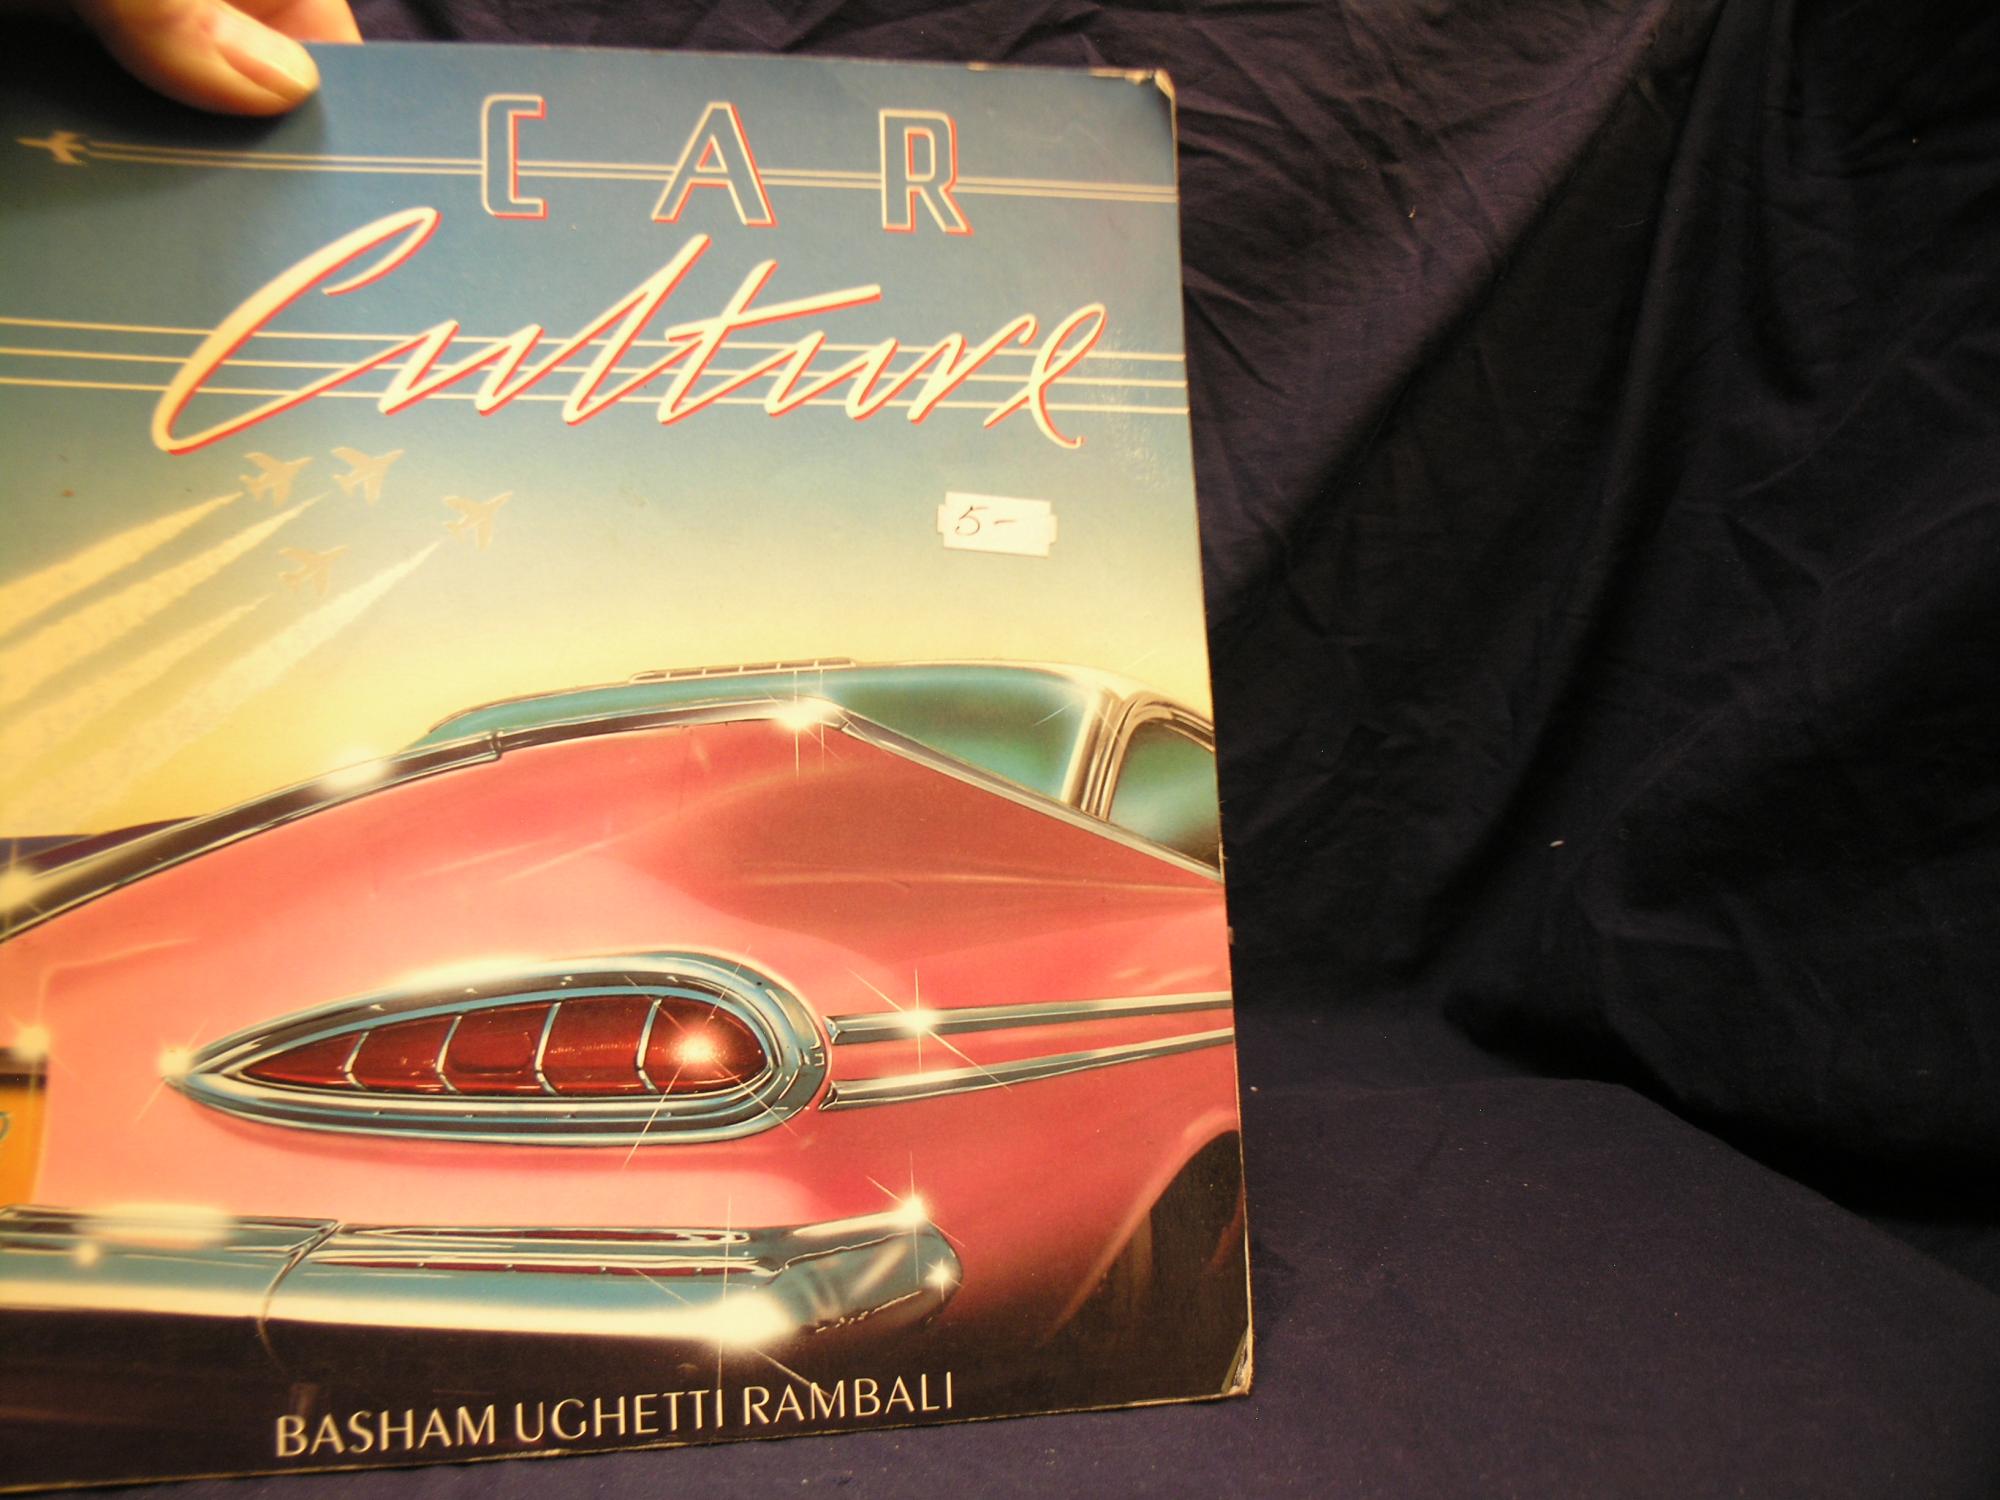 CAR
Culture
5-
BASHAM UGHETTI RAMBALI